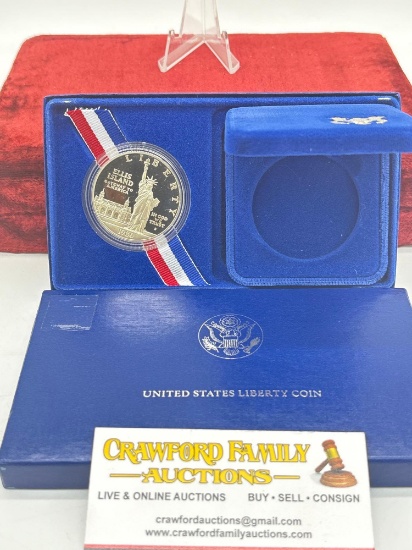 LIBERTY
ELLIS
ISLAND
GATEWAY TO
AMERICA
IN GOD
WE TRUST
UNITED STATES LIBERTY COIN
CRAWFORD FAMILY
AUCTIONS
LIVE & ONLINE AUCTIONS BUY • SELL • CONSIGN
crawfordauctions@gmail.com
www.crawfordfamilyauctions.com